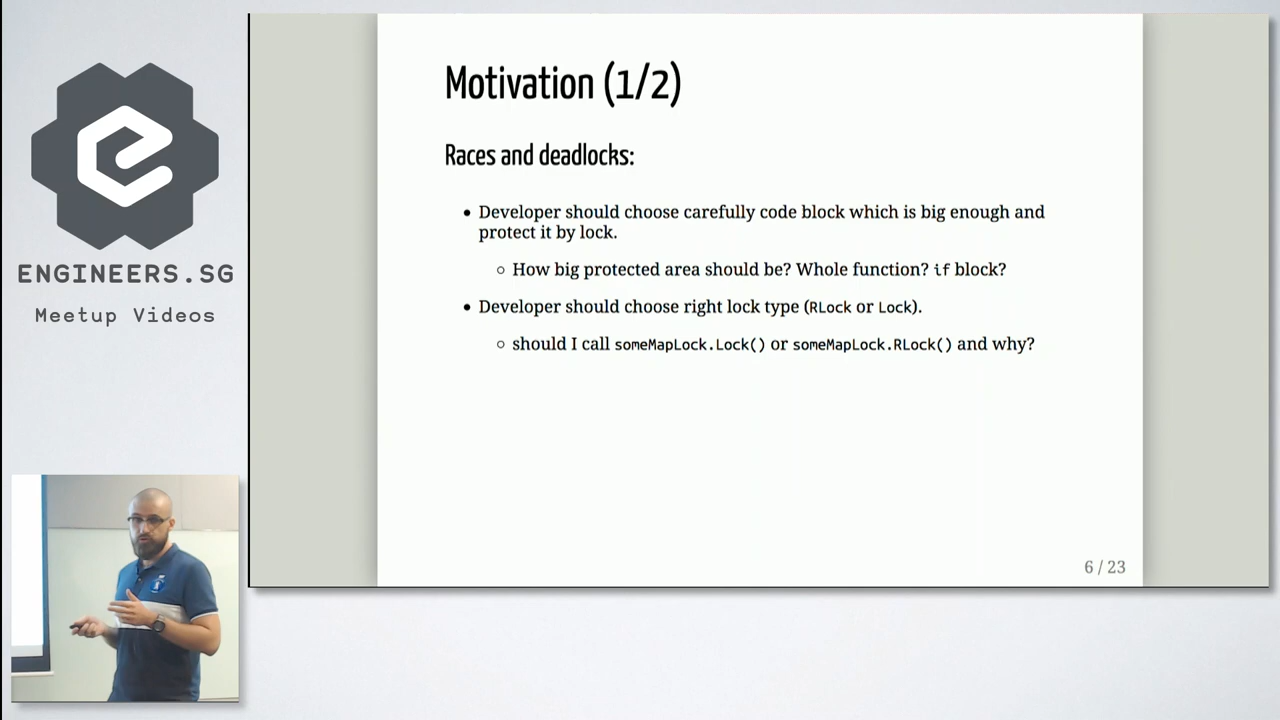 ENGINEERS.SG
Meetup Videos
Motivation (1/2)
Races and deadlocks:
• Developer should choose carefully code block which is big enough and
protect it by lock.
○ How big protected area should be? Whole function? if block?
• Developer should choose right lock type (RLock or Lock).
○ should I call someMapLock.Lock() or someMapLock.RLock() and why?
6 / 23